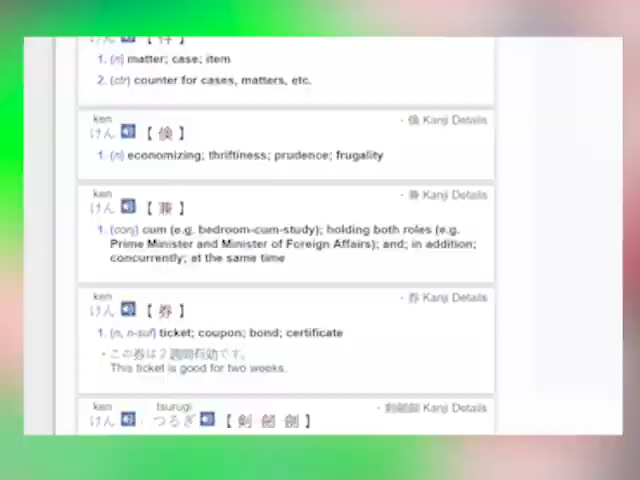 けん 【 件 】
1. (n) matter; case; item
2. (ctr) counter for cases, matters, etc.
ken
けん 【 倹 】
• 倹 Kanji Details
1. (n) economizing; thriftiness; prudence; frugality
ken
けん 【 兼 】
• 兼 Kanji Details
1. (conj) cum (e.g. bedroom-cum-study); holding both roles (e.g.
Prime Minister and Minister of Foreign Affairs); and; in addition;
concurrently; at the same time
ken
けん 【 券 】
• 券 Kanji Details
1. (n, n-suf) ticket; coupon; bond; certificate
• この券は2週間有効です。
This ticket is good for two weeks.
ken tsurugi
けん · つるぎ 【 剣
Kanji Details